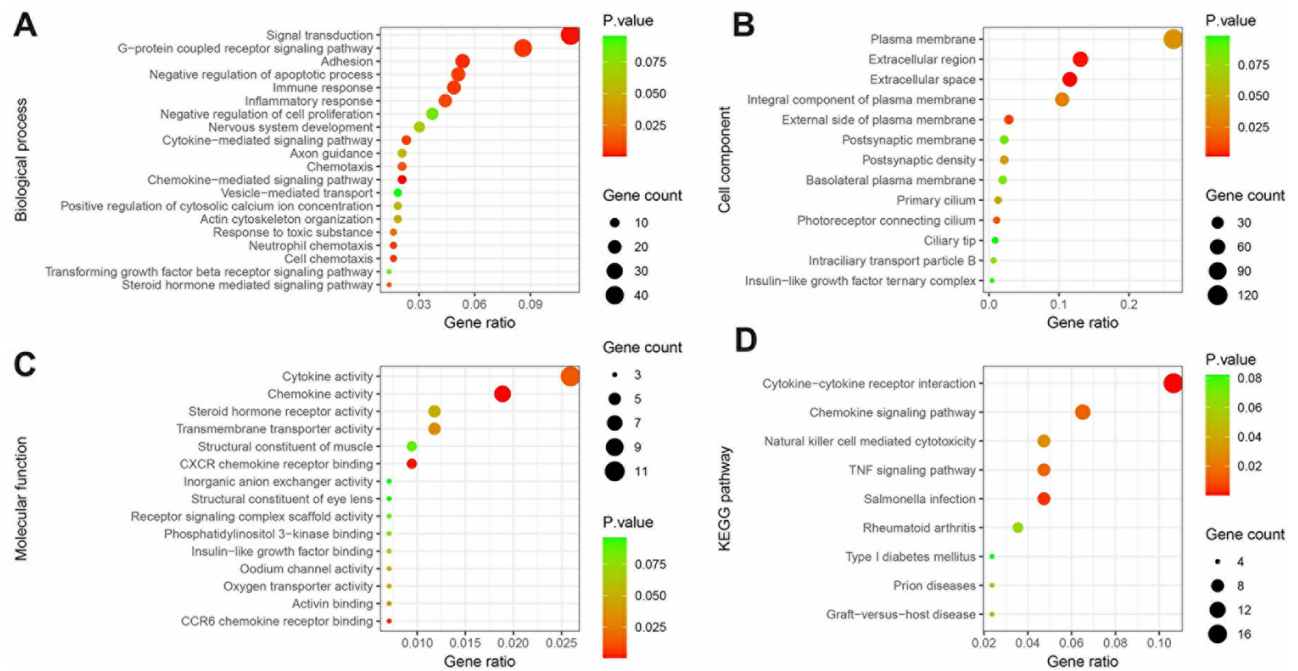 A
Biological process
Signal transduction
G-protein coupled receptor signaling pathway
Adhesion
Negative regulation of apoptotic process
Immune response
Inflammatory response
Negative regulation of cell proliferation
Nervous system development
Cytokine-mediated signaling pathway
Axon guidance
Chemotaxis
Chemokine-mediated signaling pathway
Vesicle-mediated transport
Positive regulation of cytosolic calcium ion concentration
Actin cytoskeleton organization
Response to toxic substance
Neutrophil chemotaxis
Cell chemotaxis
Transforming growth factor beta receptor signaling pathway
Steroid hormone mediated signaling pathway
0.03 0.06 0.09
Gene ratio
P.value
0.075
0.050
0.025
Gene count
10
20
30
40
B
Cell component
Plasma membrane
Extracellular region
Extracellular space
Integral component of plasma membrane
External side of plasma membrane
Postsynaptic membrane
Postsynaptic density
Basolateral plasma membrane
Primary cilium
Photoreceptor connecting cilium
Ciliary tip
Intraciliary transport particle B
Insulin-like growth factor ternary complex
0.0 0.1 0.2
Gene ratio
P.value
0.075
0.050
0.025
Gene count
30
60
90
120
C
Molecular function
Cytokine activity
Chemokine activity
Steroid hormone receptor activity
Transmembrane transporter activity
Structural constituent of muscle
CXCR chemokine receptor binding
Inorganic anion exchanger activity
Structural constituent of eye lens
Receptor signaling complex scaffold activity
Phosphatidylinositol 3-kinase binding
Insulin-like growth factor binding
Oodium channel activity
Oxygen transporter activity
Activin binding
CCR6 chemokine receptor binding
0.010 0.015 0.020 0.025
Gene ratio
Gene count
3
5
7
9
11
P.value
0.075
0.050
0.025
D
KEGG pathway
Cytokine-cytokine receptor interaction
Chemokine signaling pathway
Natural killer cell mediated cytotoxicity
TNF signaling pathway
Salmonella infection
Rheumatoid arthritis
Type I diabetes mellitus
Prion diseases
Graft-versus-host disease
0.02 0.04 0.06 0.08 0.10
Gene ratio
P.value
0.08
0.06
0.04
0.02
Gene count
4
8
12
16